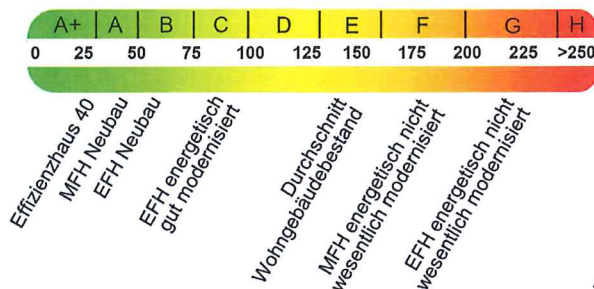 A+ A B C D E F G H
0 25 50 75 100 125 150 175 200 225 >250
Effizienzhaus 40
MFH Neubau
EFH Neubau
EFH energetisch
gut modernisiert
Durchschnitt
Wohngebäudebestand
MFH energetisch nicht
wesentlich modernisiert
EFH energetisch nicht
wesentlich modernisiert